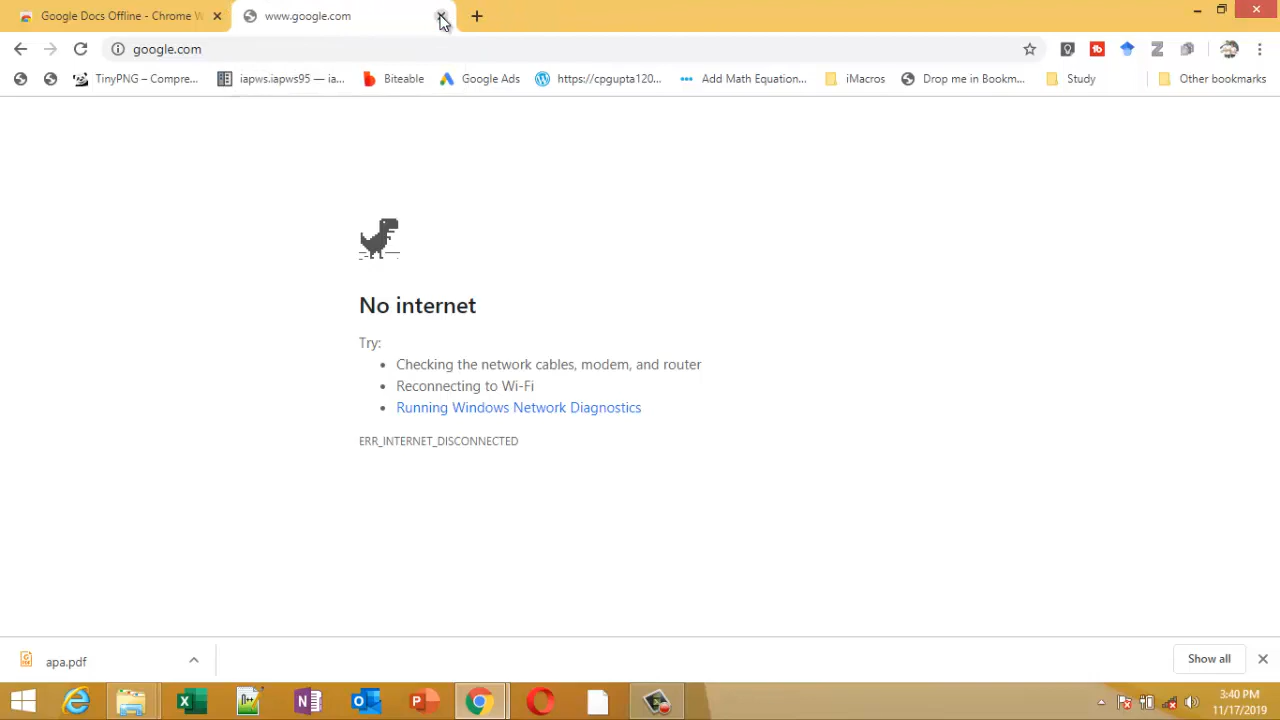 Google Docs Offline - Chrome W
www.google.com
google.com
TinyPNG – Compre...
iapws.iapws95 — ia...
Biteable
Google Ads
https://cpgupta120...
Add Math Equation...
iMacros
Drop me in Bookm...
Study
Other bookmarks
No internet
Try:
Checking the network cables, modem, and router
Reconnecting to Wi-Fi
Running Windows Network Diagnostics
ERR_INTERNET_DISCONNECTED
apa.pdf
Show all
3:40 PM
11/17/2019